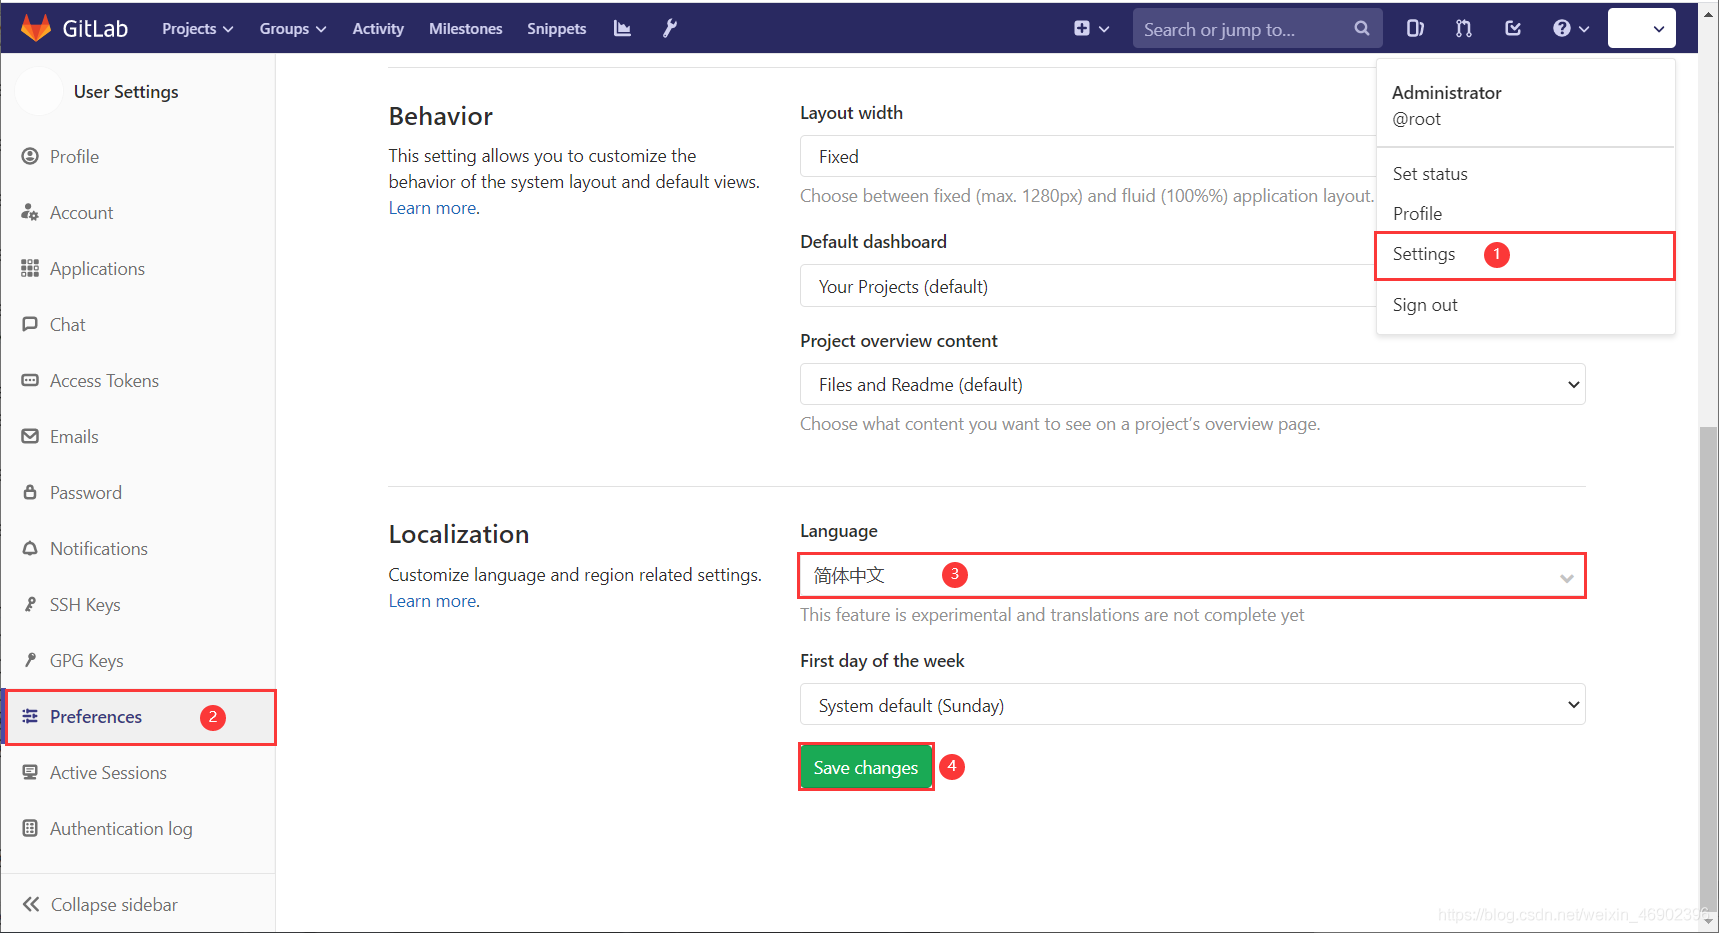 GitLab
Projects
Groups
Activity
Milestones
Snippets
Search or jump to...
User Settings
Profile
Account
Applications
Chat
Access Tokens
Emails
Password
Notifications
SSH Keys
GPG Keys
Preferences
2
Active Sessions
Authentication log
Collapse sidebar
Behavior
This setting allows you to customize the
behavior of the system layout and default views.
Learn more.
Layout width
Fixed
Choose between fixed (max. 1280px) and fluid (100%%) application layout.
Default dashboard
Your Projects (default)
Project overview content
Files and Readme (default)
Choose what content you want to see on a project's overview page.
Administrator
@root
Set status
Profile
Settings
1
Sign out
Localization
Customize language and region related settings.
Learn more.
Language
简体中文
3
This feature is experimental and translations are not complete yet
First day of the week
System default (Sunday)
Save changes
4
https://blog.csdn.net/weixin_46902396